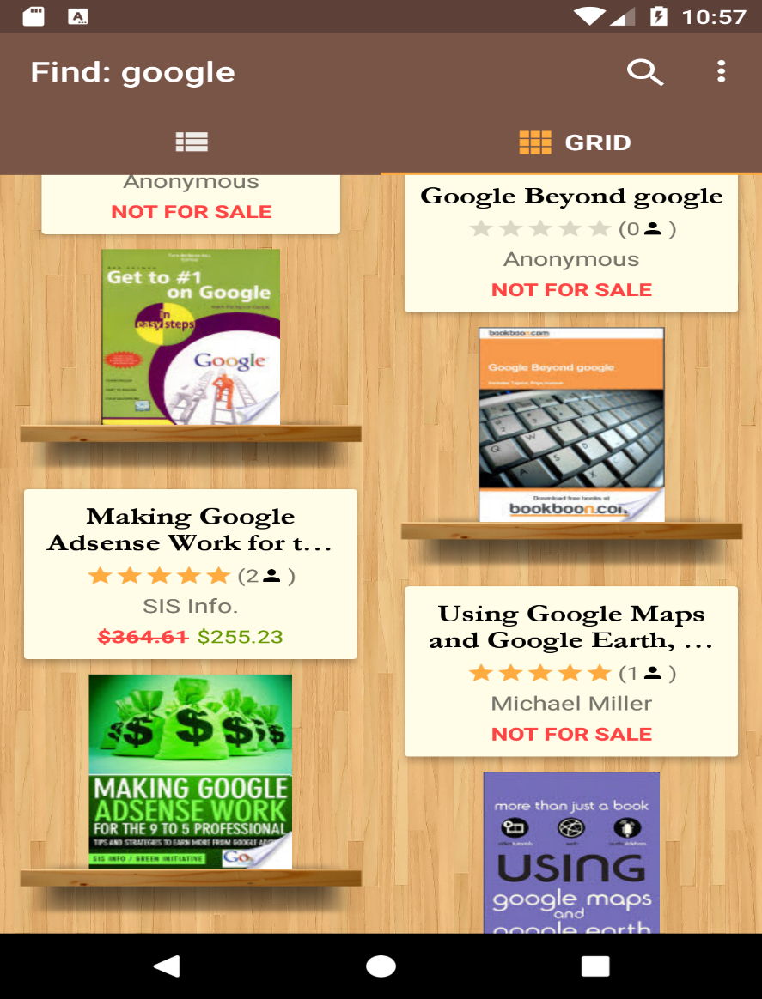 10:57
Find: google
GRID
Anonymous
NOT FOR SALE
Get to #1
on Google
in
easy steps
Google
Making Google
Adsense Work for t…
(2 )
SIS Info.
$364.61 $255.23
MAKING GOOGLE
ADSENSE WORK
FOR THE 9 TO 5 PROFESSIONAL
TIPS AND STRATEGIES TO EARN MORE FROM GOOGLE
SIS INFO / GREEN INITIATIVE
Google Beyond google
(0 )
Anonymous
NOT FOR SALE
bookboon.com
Google Beyond google
Download free books at
bookboon.com
Using Google Maps
and Google Earth, …
(1 )
Michael Miller
NOT FOR SALE
more than just a book
USING
google maps
and
google earth